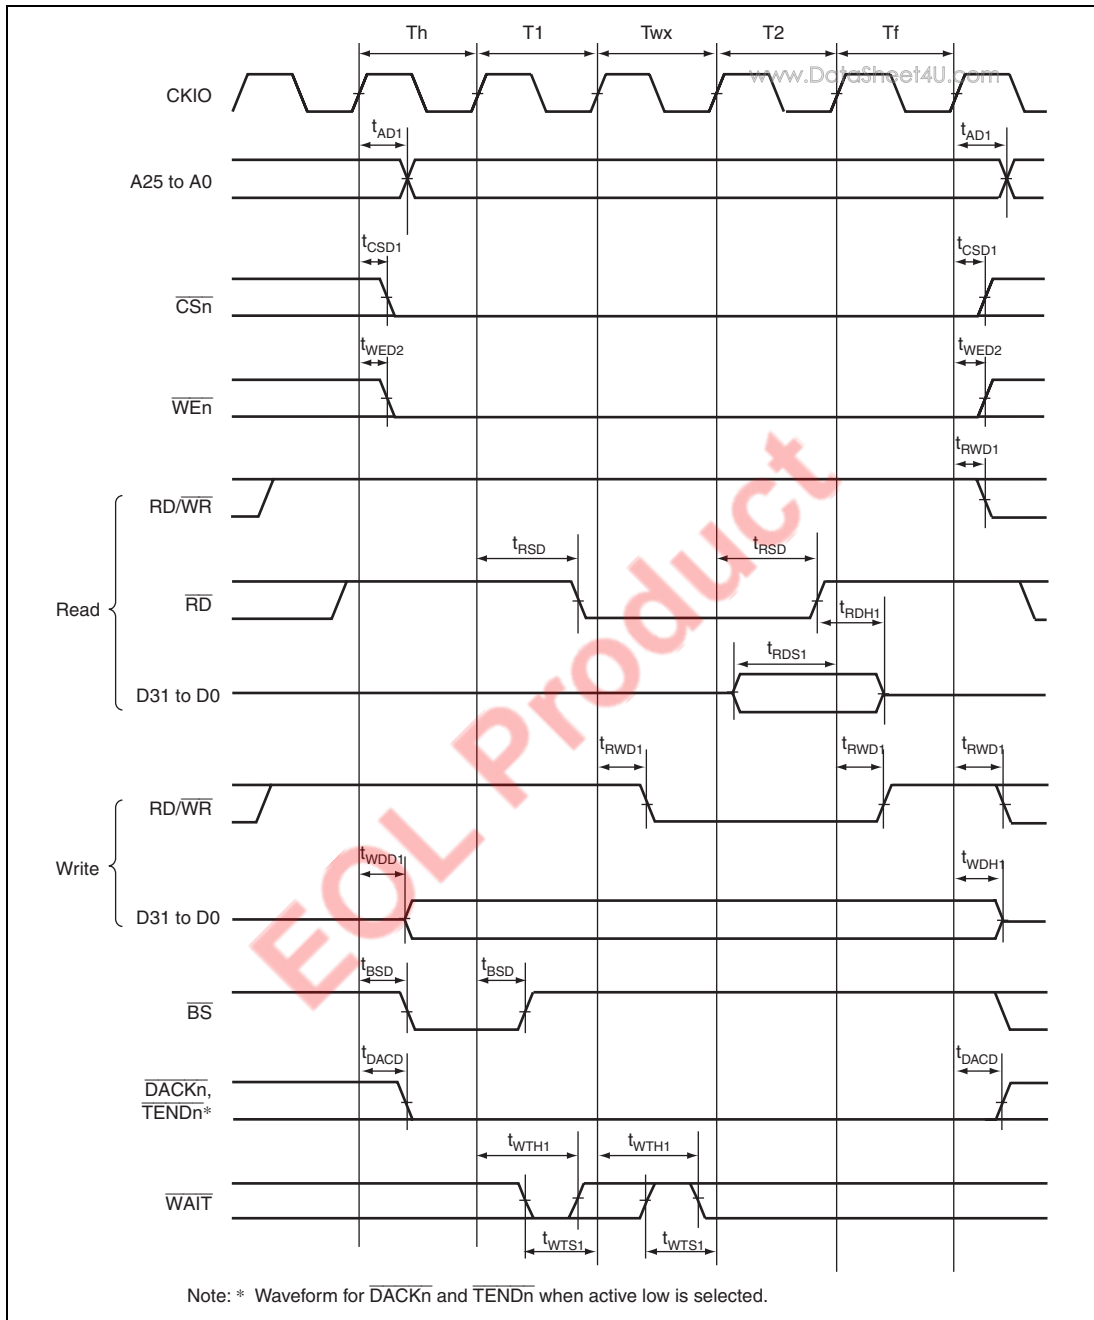 Th T1 Twx T2 Tf
www.DataSheet4U.com
CKIO
tAD1 tAD1
A25 to A0
tCSD1 tCSD1
CSn
tWED2 tWED2
WEn
tRWD1
RD/WR
tRSD tRSD
Read
RD
tRDH1
tRDS1
D31 to D0
tRWD1 tRWD1 tRWD1
RD/WR
Write
tWDD1 tWDH1
D31 to D0
tBSD tBSD
BS
tDACD tDACD
DACKn,
TENDn*
tWTH1 tWTH1
WAIT
tWTS1 tWTS1
Note: * Waveform for DACKn and TENDn when active low is selected.
EOL Product